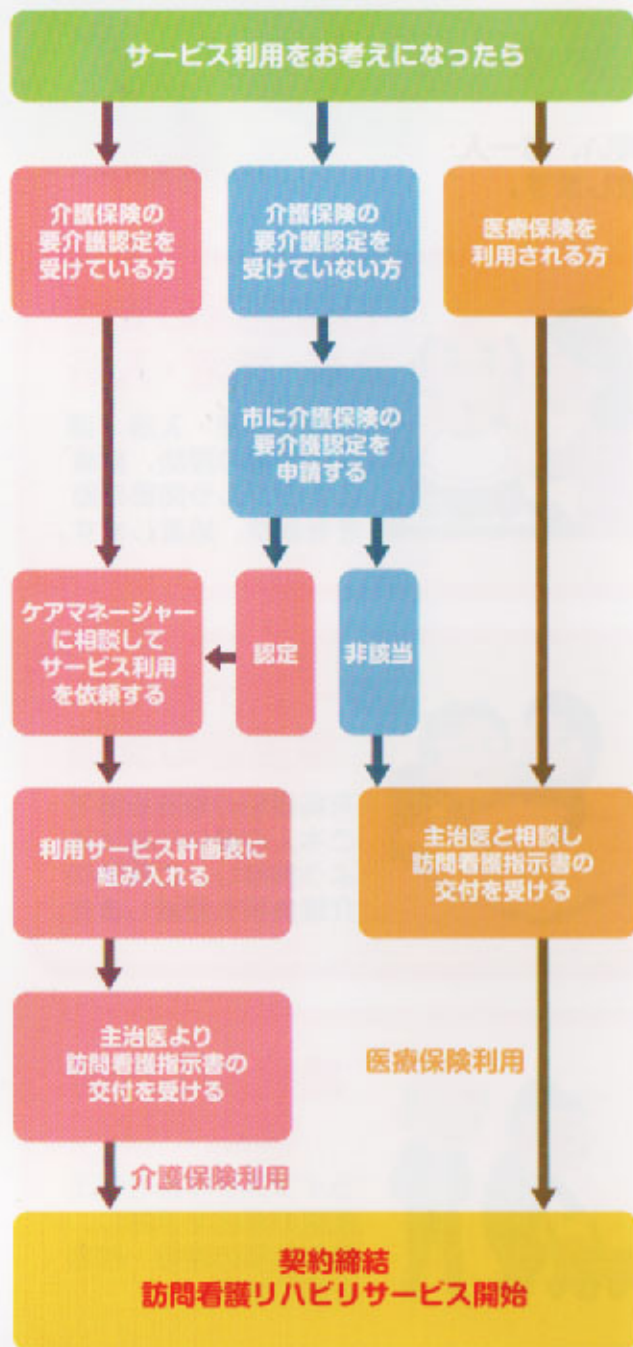 サービス利用をお考えになったら
介護保険の
要介護認定を
受けている方
介護保険の
要介護認定を
受けていない方
医療保険を
利用される方
市に介護保険の
要介護認定を
申請する
ケアマネージャー
に相談して
サービス利用
を依頼する
認定
非該当
利用サービス計画表に
組み入れる
主治医と相談し
訪問看護指示書の
交付を受ける
主治医より
訪問看護指示書の
交付を受ける
医療保険利用
介護保険利用
契約締結
訪問看護リハビリサービス開始